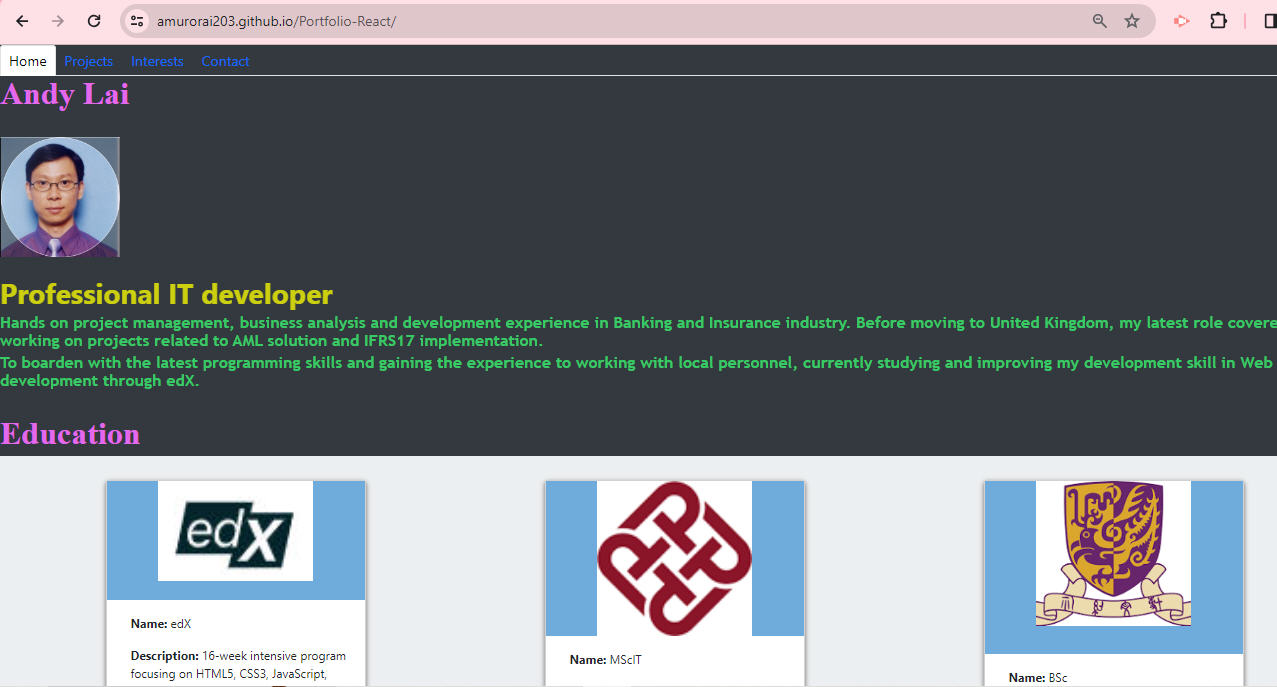 amurorai203.github.io/Portfolio-React/
Home Projects Interests Contact
Andy Lai
Professional IT developer
Hands on project management, business analysis and development experience in Banking and Insurance industry. Before moving to United Kingdom, my latest role covere
working on projects related to AML solution and IFRS17 implementation.
To boarden with the latest programming skills and gaining the experience to working with local personnel, currently studying and improving my development skill in Web
development through edX.
Education
edX
Name: edX
Description: 16-week intensive program
focusing on HTML5, CSS3, JavaScript,
Name: MScIT
Name: BSc